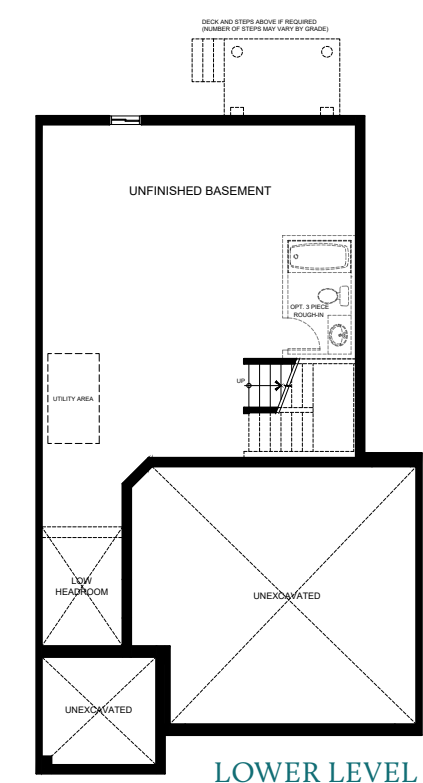 DECK AND STEPS ABOVE IF REQUIRED
(NUMBER OF STEPS MAY VARY BY GRADE)
UNFINISHED BASEMENT
OPT. 3 PIECE
ROUGH-IN
UP
UTILITY AREA
LOW
HEADROOM
UNEXCAVATED
UNEXCAVATED
LOWER LEVEL